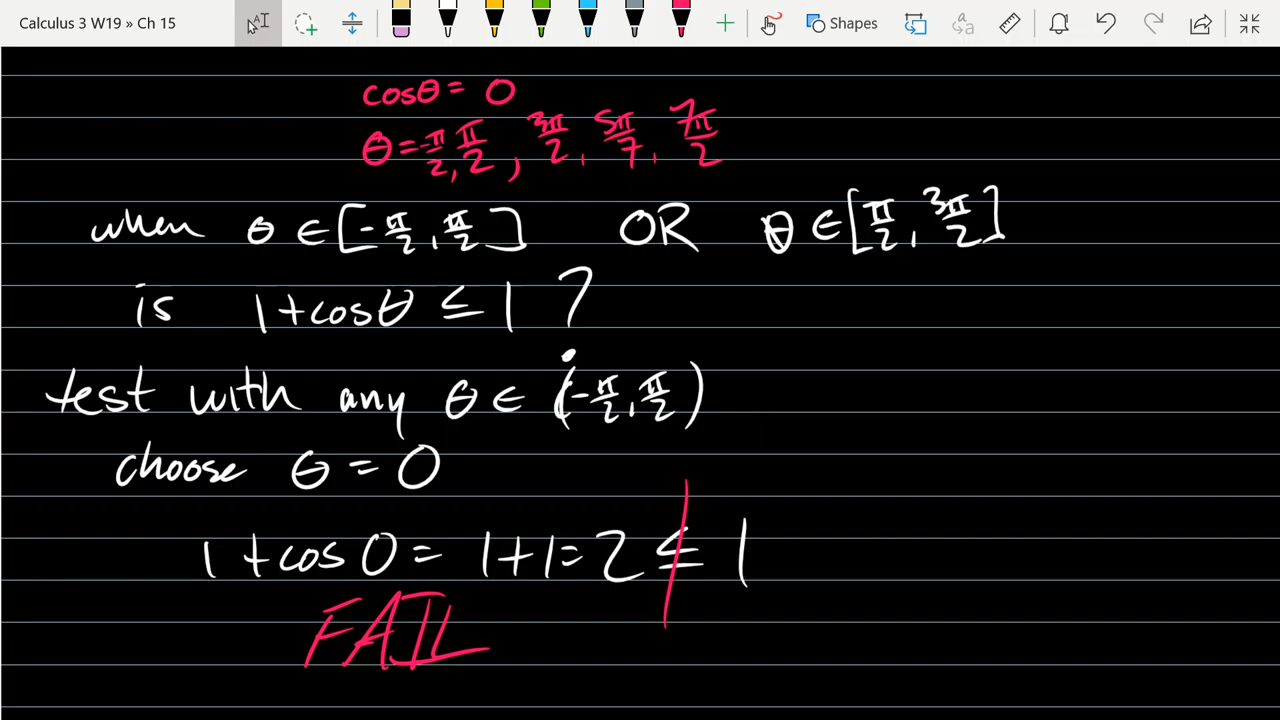 Calculus 3 W19 » Ch 15
Shapes
cosθ = 0
θ = -π/2, π/2, 3π/2, 5π/7, 7π/2
when θ ∈ [-π/2, π/2] OR θ ∈ [π/2, 3π/2]
is 1+cosθ ≤ 1 ?
test with any θ ∈ (-π/2, π/2)
choose θ = 0
1 + cos 0 = 1+1 = 2 ≰ 1
FAIL